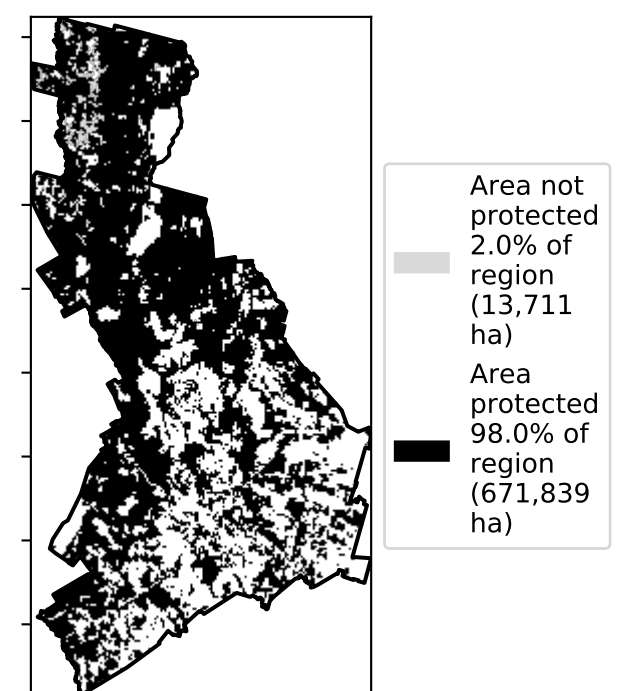 Area not
protected
2.0% of
region
(13,711
ha)
Area
protected
98.0% of
region
(671,839
ha)